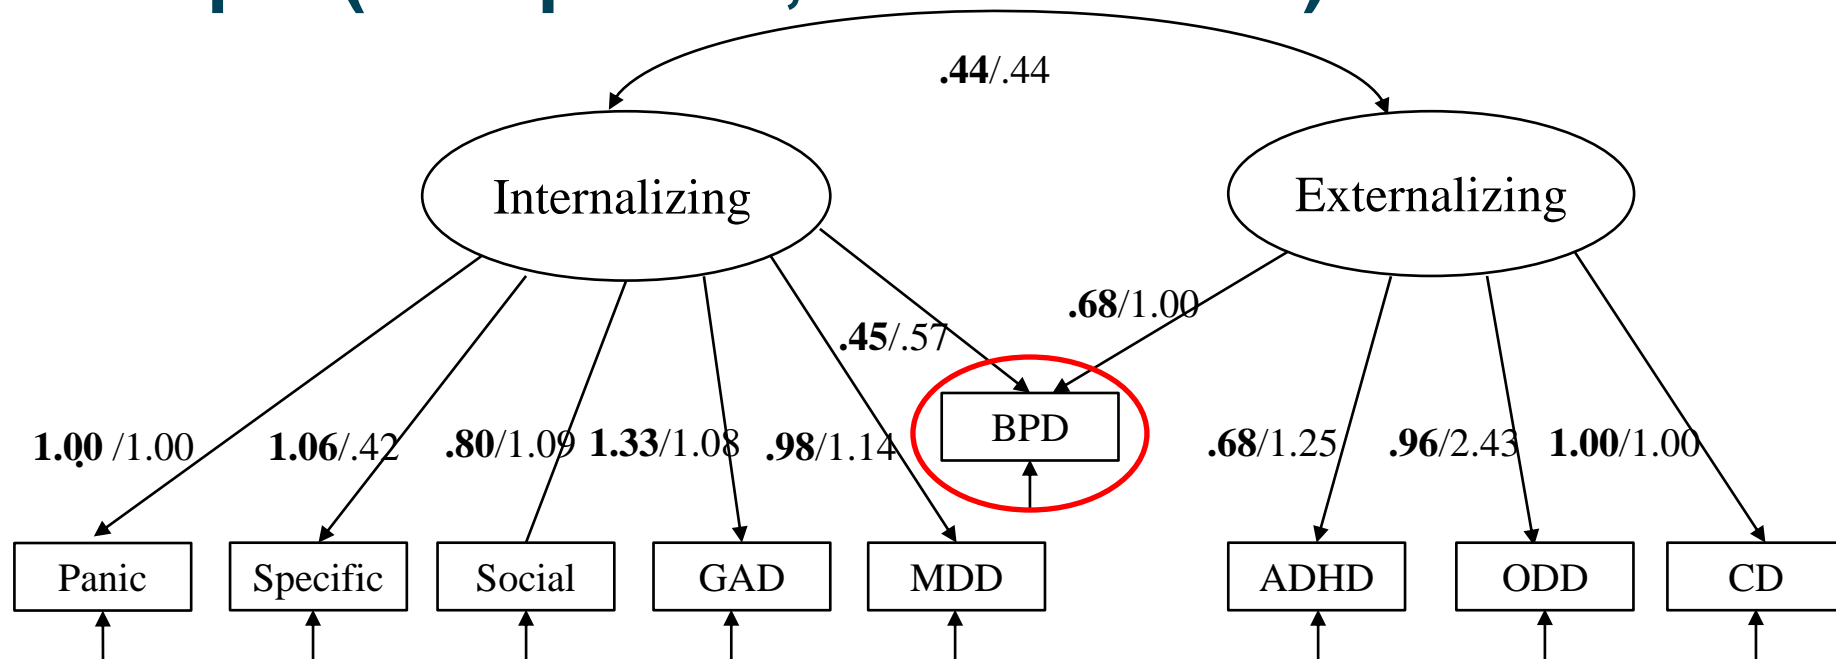 .44/.44
Internalizing
Externalizing
.68/1.00
.45/.57
BPD
1.00 /1.00
1.06/.42
.80/1.09
1.33/1.08
.98/1.14
.68/1.25
.96/2.43
1.00/1.00
Panic
Specific
Social
GAD
MDD
ADHD
ODD
CD